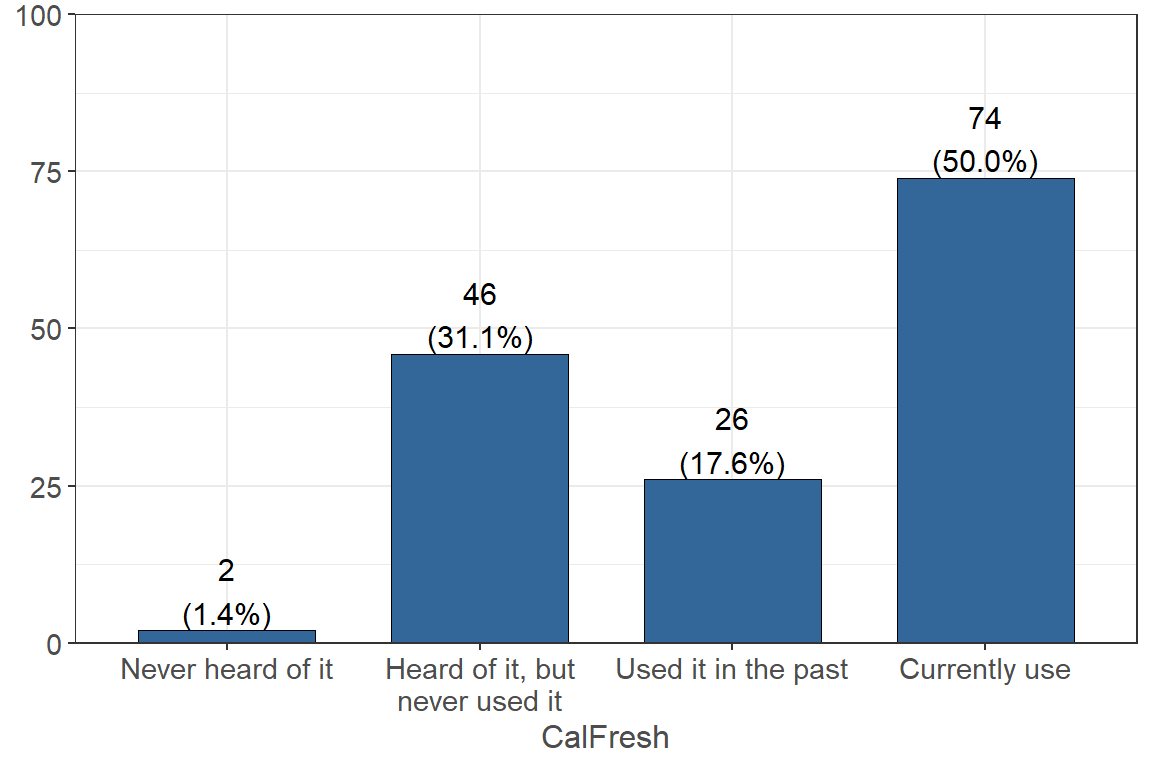 100
75
50
25
0
2
(1.4%)
46
(31.1%)
26
(17.6%)
74
(50.0%)
Never heard of it
Heard of it, but
never used it
Used it in the past
Currently use
CalFresh